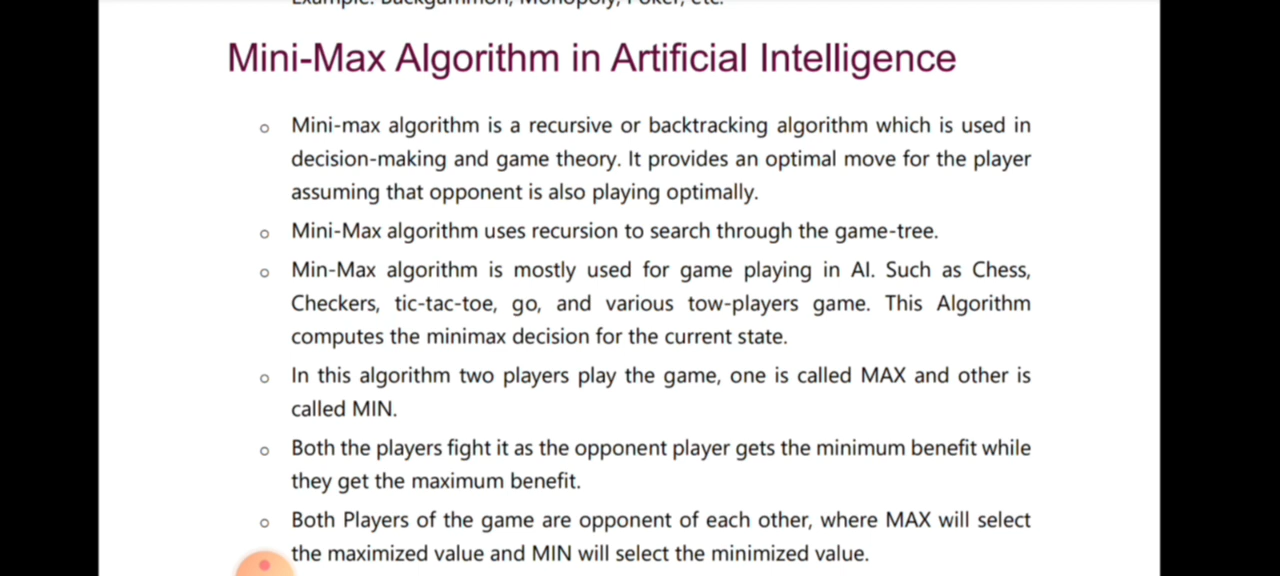 Example: Backgammon, Monopoly, Poker, etc.
Mini-Max Algorithm in Artificial Intelligence
Mini-max algorithm is a recursive or backtracking algorithm which is used in
decision-making and game theory. It provides an optimal move for the player
assuming that opponent is also playing optimally.
Mini-Max algorithm uses recursion to search through the game-tree.
Min-Max algorithm is mostly used for game playing in AI. Such as Chess,
Checkers, tic-tac-toe, go, and various tow-players game. This Algorithm
computes the minimax decision for the current state.
In this algorithm two players play the game, one is called MAX and other is
called MIN.
Both the players fight it as the opponent player gets the minimum benefit while
they get the maximum benefit.
Both Players of the game are opponent of each other, where MAX will select
the maximized value and MIN will select the minimized value.